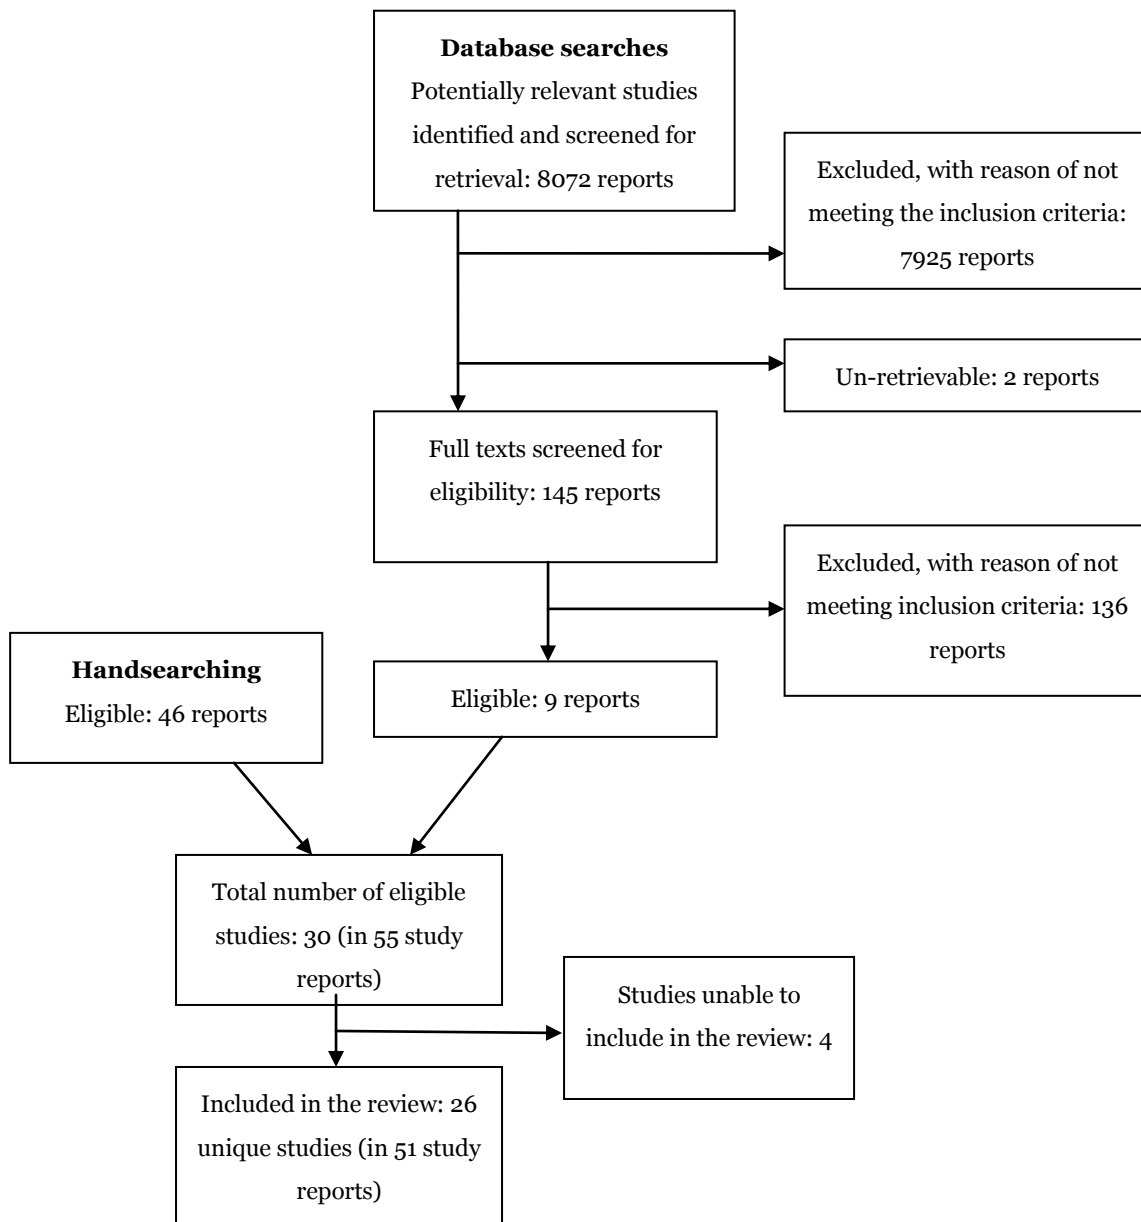 Database searches
Potentially relevant studies
identified and screened for
retrieval: 8072 reports
Excluded, with reason of not
meeting the inclusion criteria:
7925 reports
Un-retrievable: 2 reports
Full texts screened for
eligibility: 145 reports
Excluded, with reason of not
meeting inclusion criteria: 136
reports
Handsearching
Eligible: 46 reports
Eligible: 9 reports
Total number of eligible
studies: 30 (in 55 study
reports)
Studies unable to
include in the review: 4
Included in the review: 26
unique studies (in 51 study
reports)